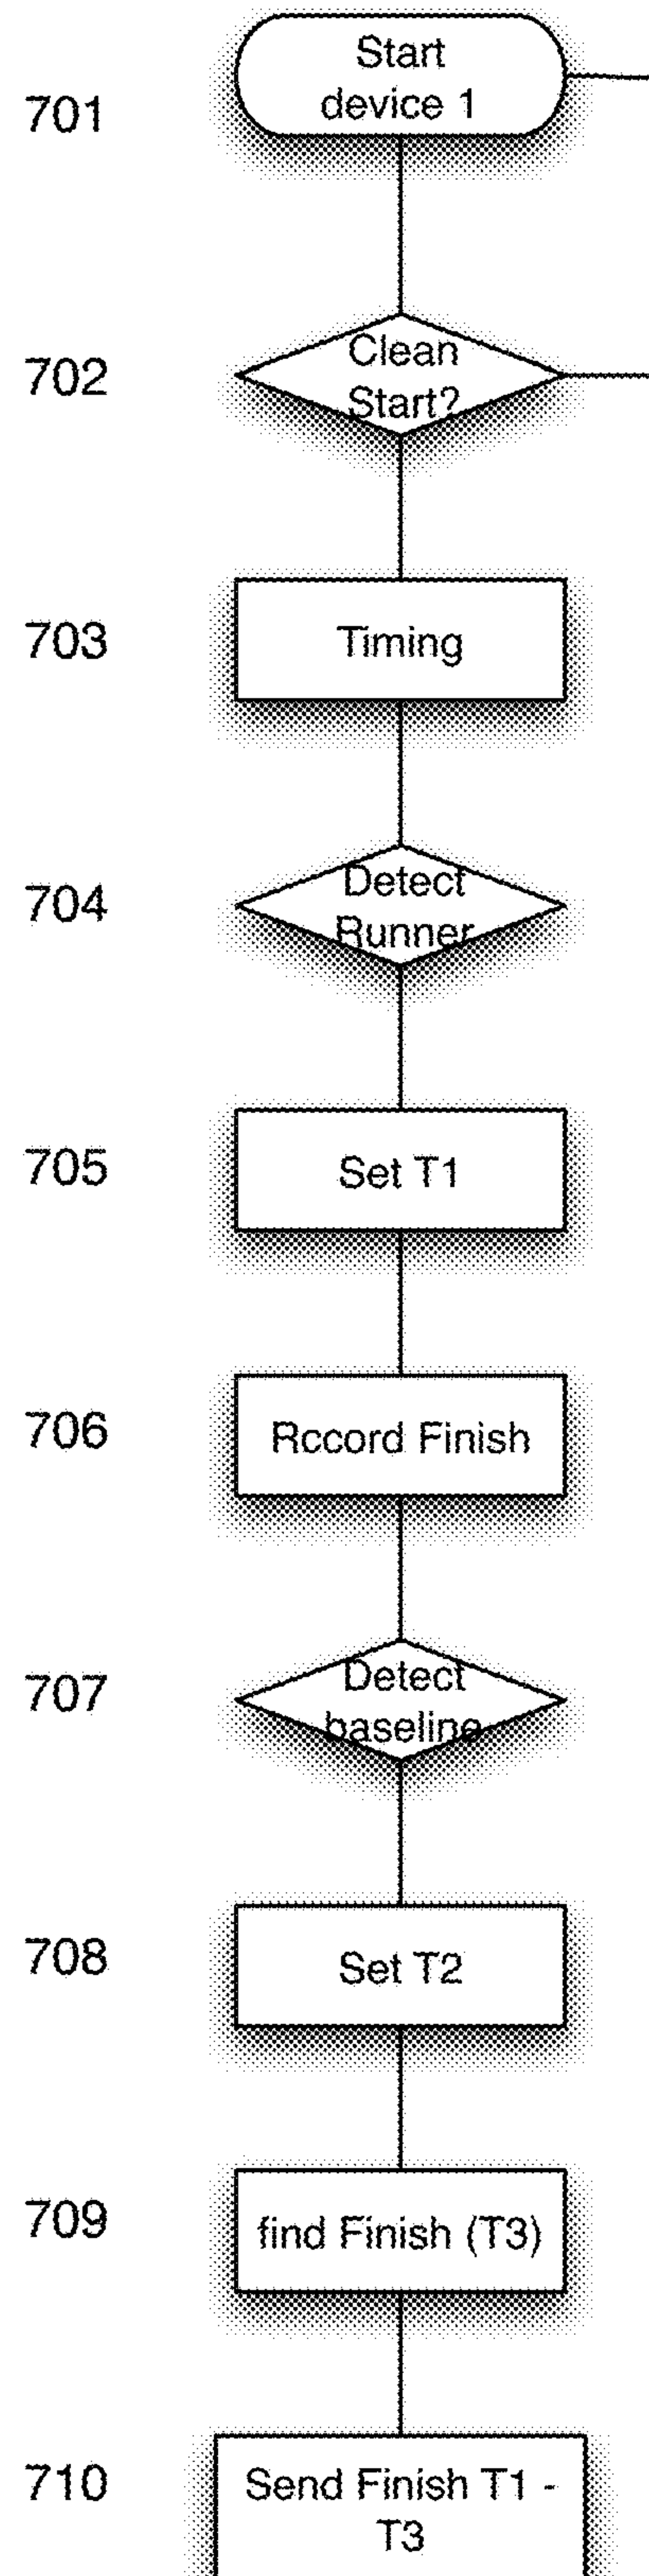 701
Start
device 1
702
Clean
Start?
703
Timing
704
Detect
Runner
705
Set T1
706
Rccord Finish
707
Detect
baseline
708
Set T2
709
find Finish (T3)
710
Send Finish T1 -
T3